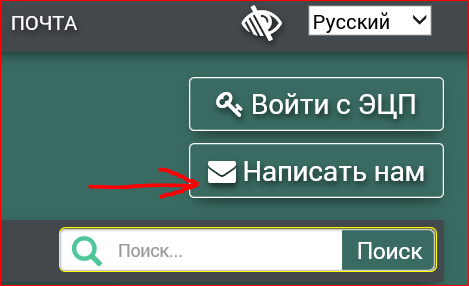 ПОЧТА
Русский
Войти с ЭЦП
Написать нам
Поиск...
Поиск